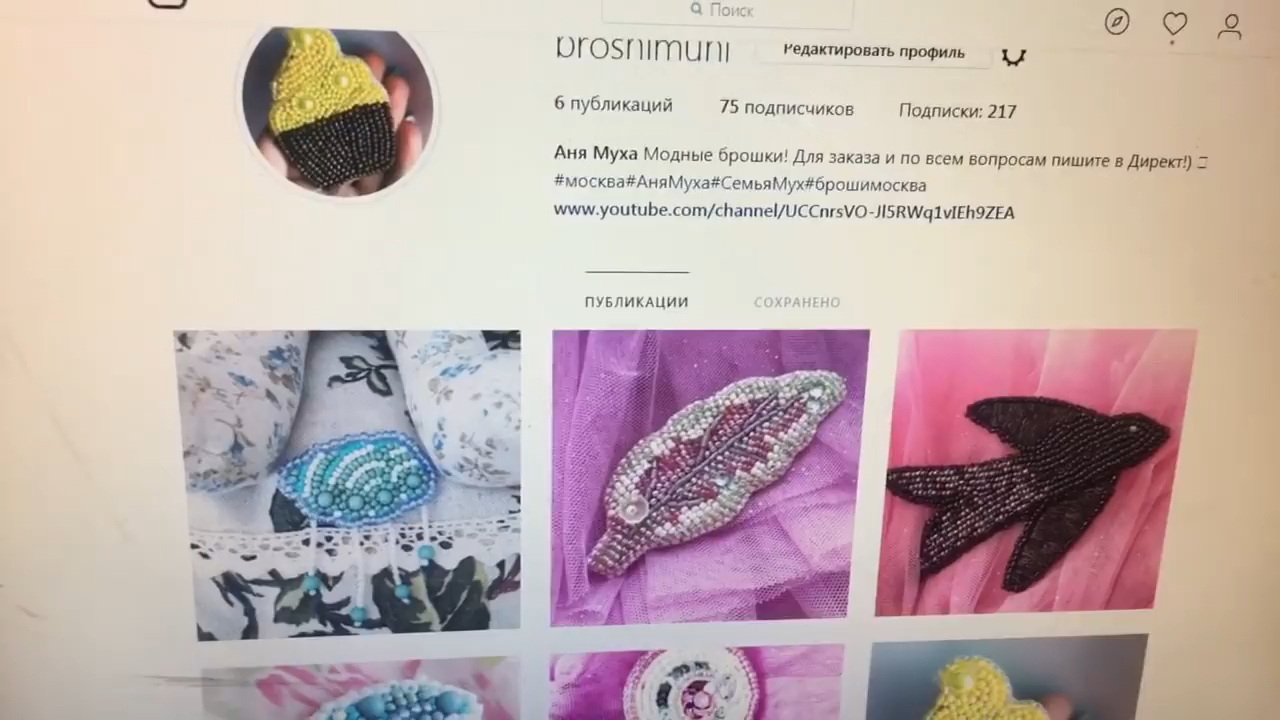 Поиск
Редактировать профиль
6 публикаций 75 подписчиков Подписки: 217
Аня Муха Модные брошки! Для заказа и по всем вопросам пишите в Директ!)
#москва#АняМуха#СемьяМух#брошимосква
www.youtube.com/channel/UCCnrsVO-Jl5RWq1vIEh9ZEA
ПУБЛИКАЦИИ СОХРАНЕНО